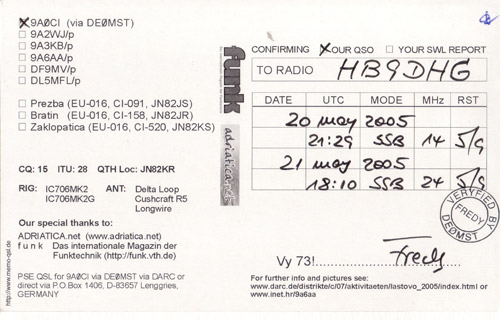 ☒ 9AØCI (via DEØMST)
☐ 9A2WJ/p
☐ 9A3KB/p
☐ 9A6AA/p
☐ DF9MV/p
☐ DL5MFL/p
☐ Prezba (EU-016, CI-091, JN82JS)
☐ Bratin (EU-016, CI-158, JN82JR)
☐ Zaklopatica (EU-016, CI-520, JN82KS)
CQ: 15 ITU: 28 QTH Loc: JN82KR
RIG: IC706MK2 ANT: Delta Loop
IC706MK2G Cushcraft R5
Longwire
Our special thanks to:
ADRIATICA.net (www.adriatica.net)
funk Das internationale Magazin der
Funktechnik (http://funk.vth.de)
PSE QSL for 9AØCI via DEØMST via DARC or
direct via P.O Box 1406, D-83657 Lenggries,
GERMANY
http://www.memo-qsl.de
funk
adriatica.net
CONFIRMING ☒ OUR QSO ☐ YOUR SWL REPORT
TO RADIO HB9DHG
DATE UTC MODE MHz RST
20 may 2005
21:29 SSB 14 5/9
21 may 2005
18:10 SSB 24 5/9
VERYFIED BY
FREDY
DEØMST
Vy 73!.... Fredy
For further info and pictures see:
www.darc.de/distrikte/c/07/aktivitaeten/lastovo_2005/index.html or
www.inet.hr/9a6aa